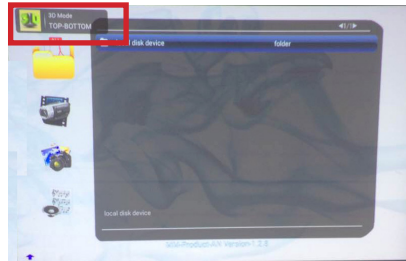 3D Mode
TOP-BOTTOM
◀1/1▶
disk device folder
local disk device